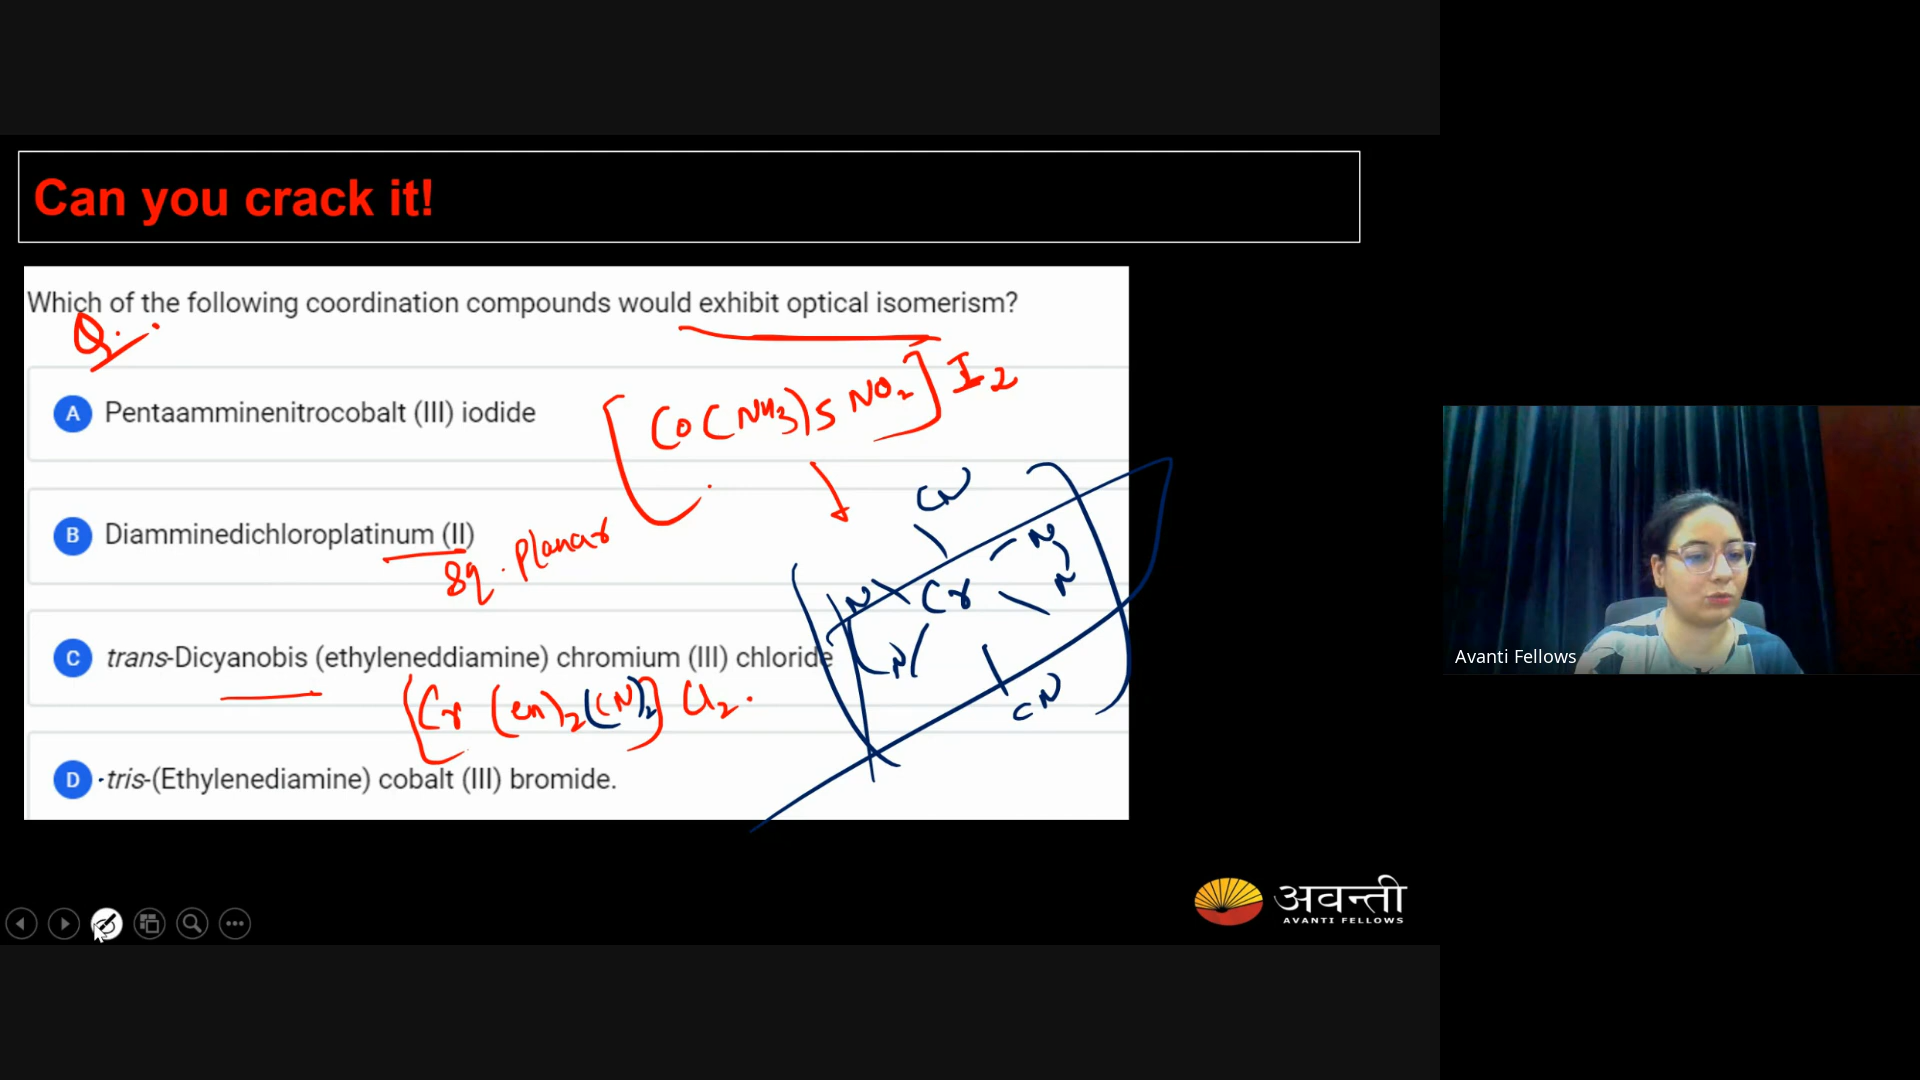 Can you crack it!
Which of the following coordination compounds would exhibit optical isomerism?
Q.
A Pentaamminenitrocobalt (III) iodide
[Co(NH3)5 NO2] I2
B Diamminedichloroplatinum (II)
Sq. planar
C trans-Dicyanobis (ethyleneddiamine) chromium (III) chloride
[Cr (en)2(CN)2] Cl2.
CN
N
N Cr N
N
CN
D tris-(Ethylenediamine) cobalt (III) bromide.
Avanti Fellows
अवन्ती
AVANTI FELLOWS